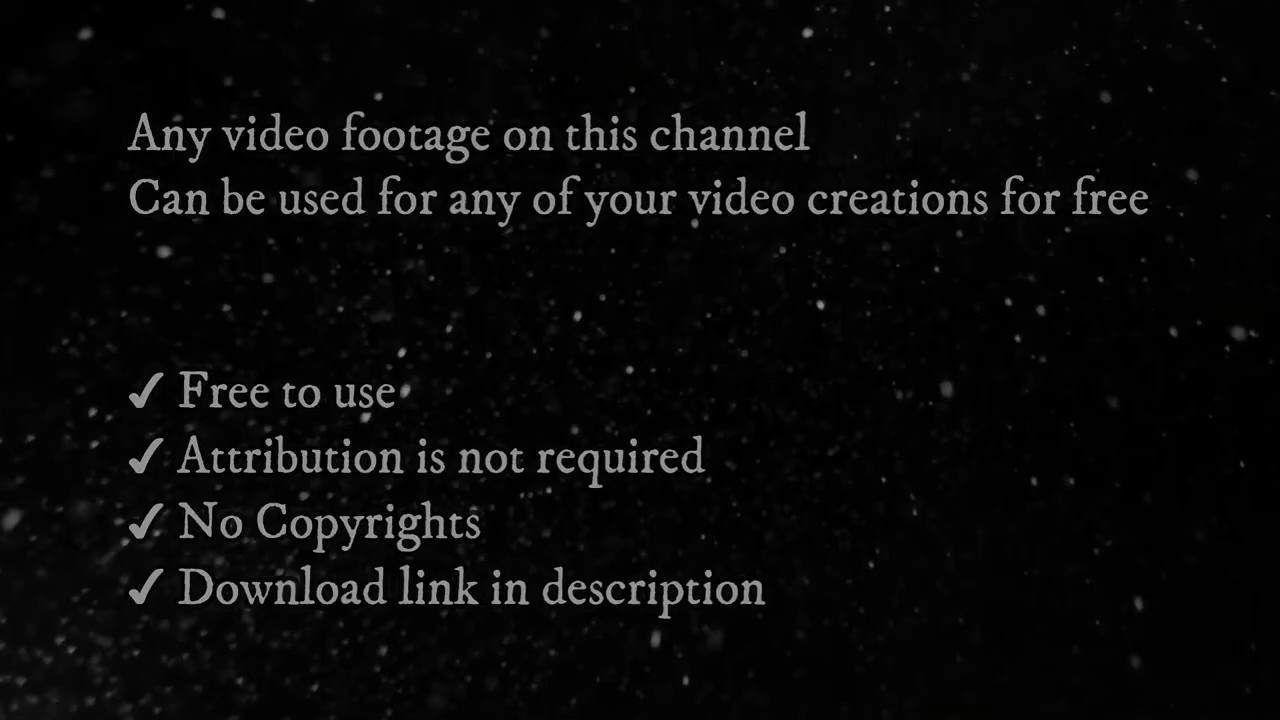 Any video footage on this channel
Can be used for any of your video creations for free
✓ Free to use
✓ Attribution is not required
✓ No Copyrights
✓ Download link in description